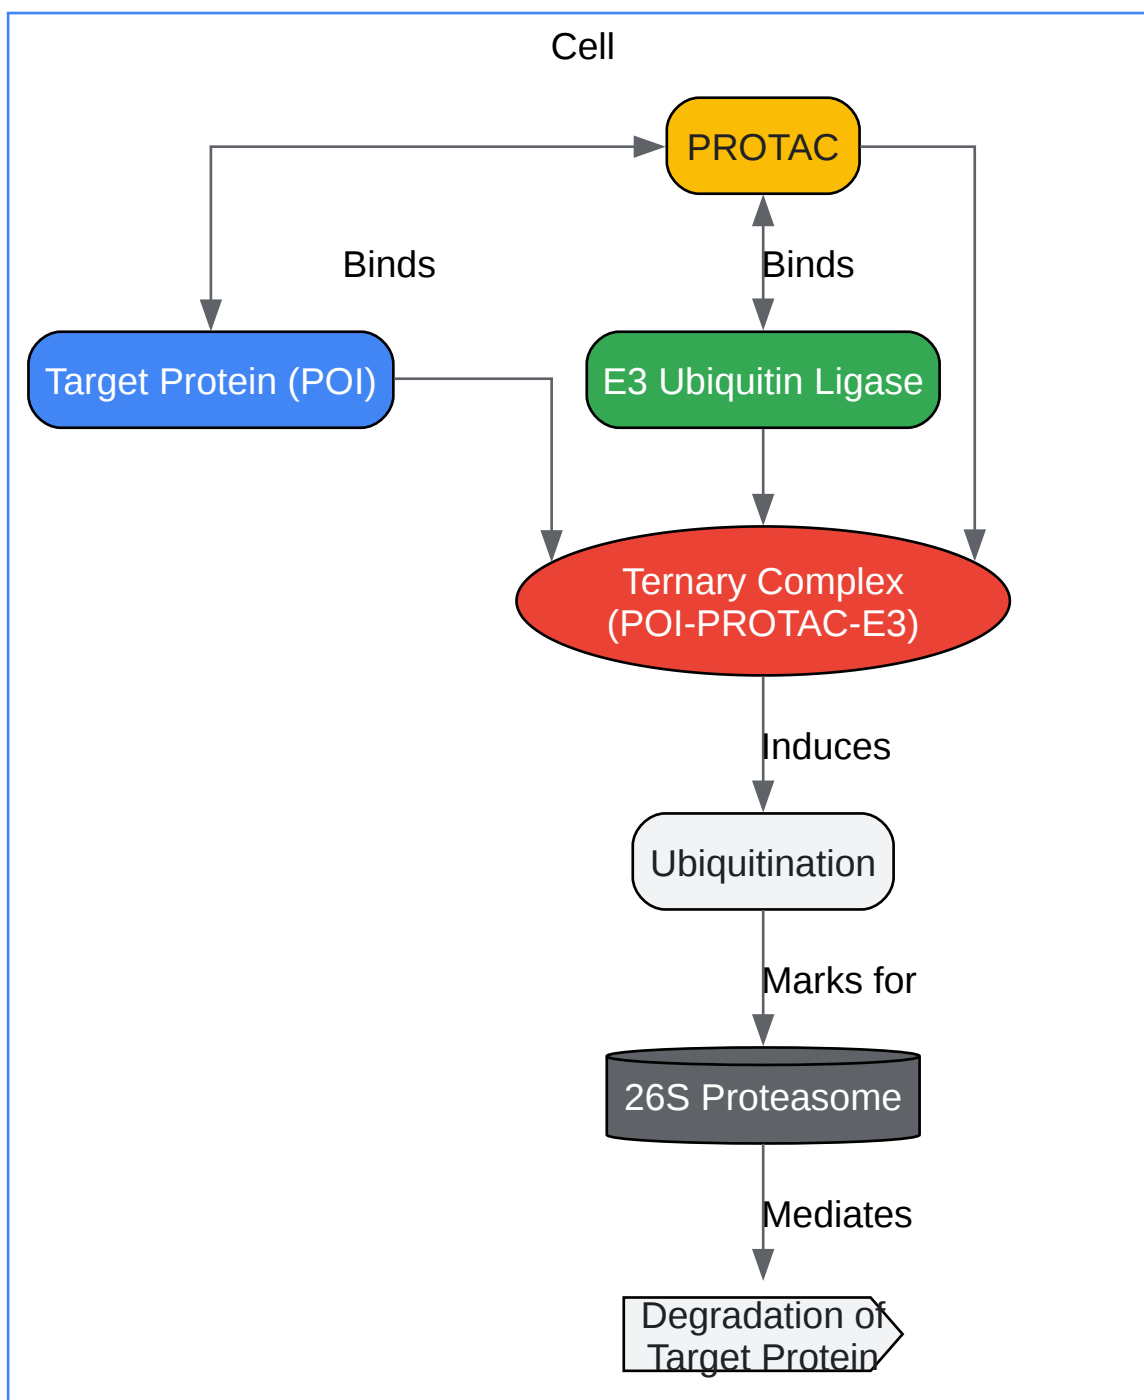 Cell
PROTAC
Binds
Binds
Target Protein (POI)
E3 Ubiquitin Ligase
Ternary Complex
(POI-PROTAC-E3)
Induces
Ubiquitination
Marks for
26S Proteasome
Mediates
Degradation of
Target Protein